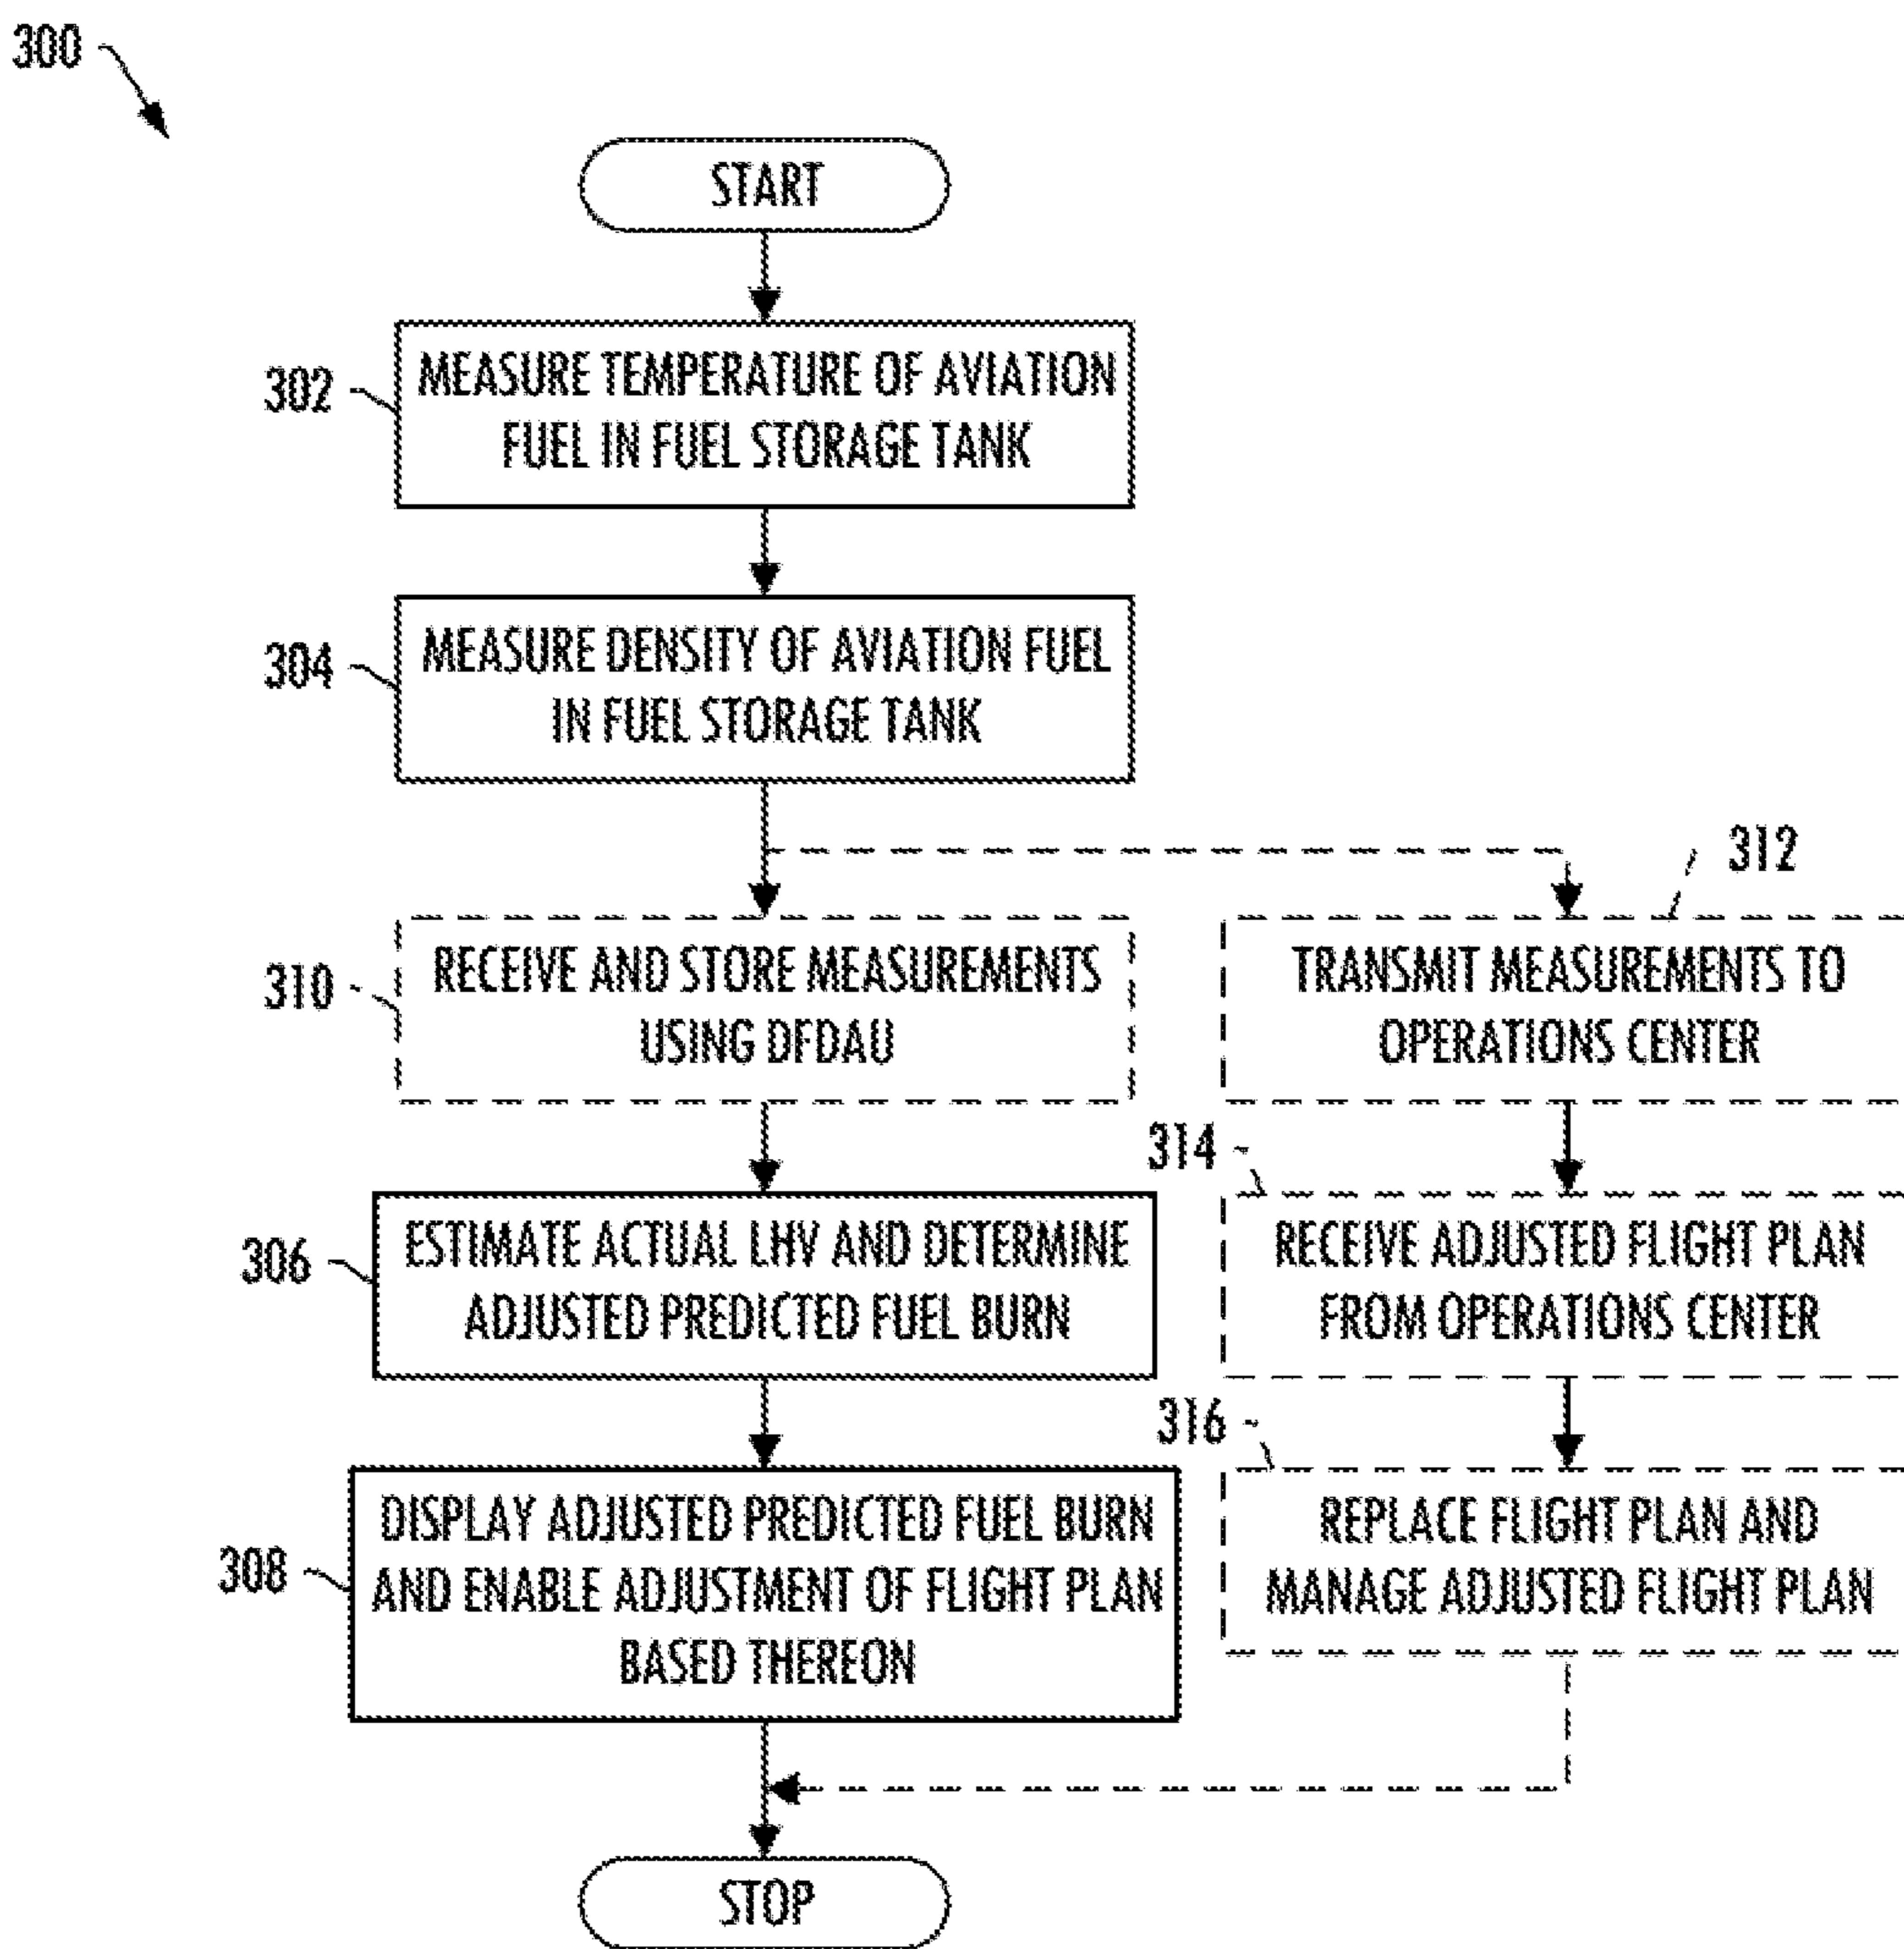 300
START
302
MEASURE TEMPERATURE OF AVIATION
FUEL IN FUEL STORAGE TANK
304
MEASURE DENSITY OF AVIATION FUEL
IN FUEL STORAGE TANK
312
310
RECEIVE AND STORE MEASUREMENTS
USING DFDAU
TRANSMIT MEASUREMENTS TO
OPERATIONS CENTER
314
306
ESTIMATE ACTUAL LHV AND DETERMINE
ADJUSTED PREDICTED FUEL BURN
RECEIVE ADJUSTED FLIGHT PLAN
FROM OPERATIONS CENTER
316
308
DISPLAY ADJUSTED PREDICTED FUEL BURN
AND ENABLE ADJUSTMENT OF FLIGHT PLAN
BASED THEREON
REPLACE FLIGHT PLAN AND
MANAGE ADJUSTED FLIGHT PLAN
STOP